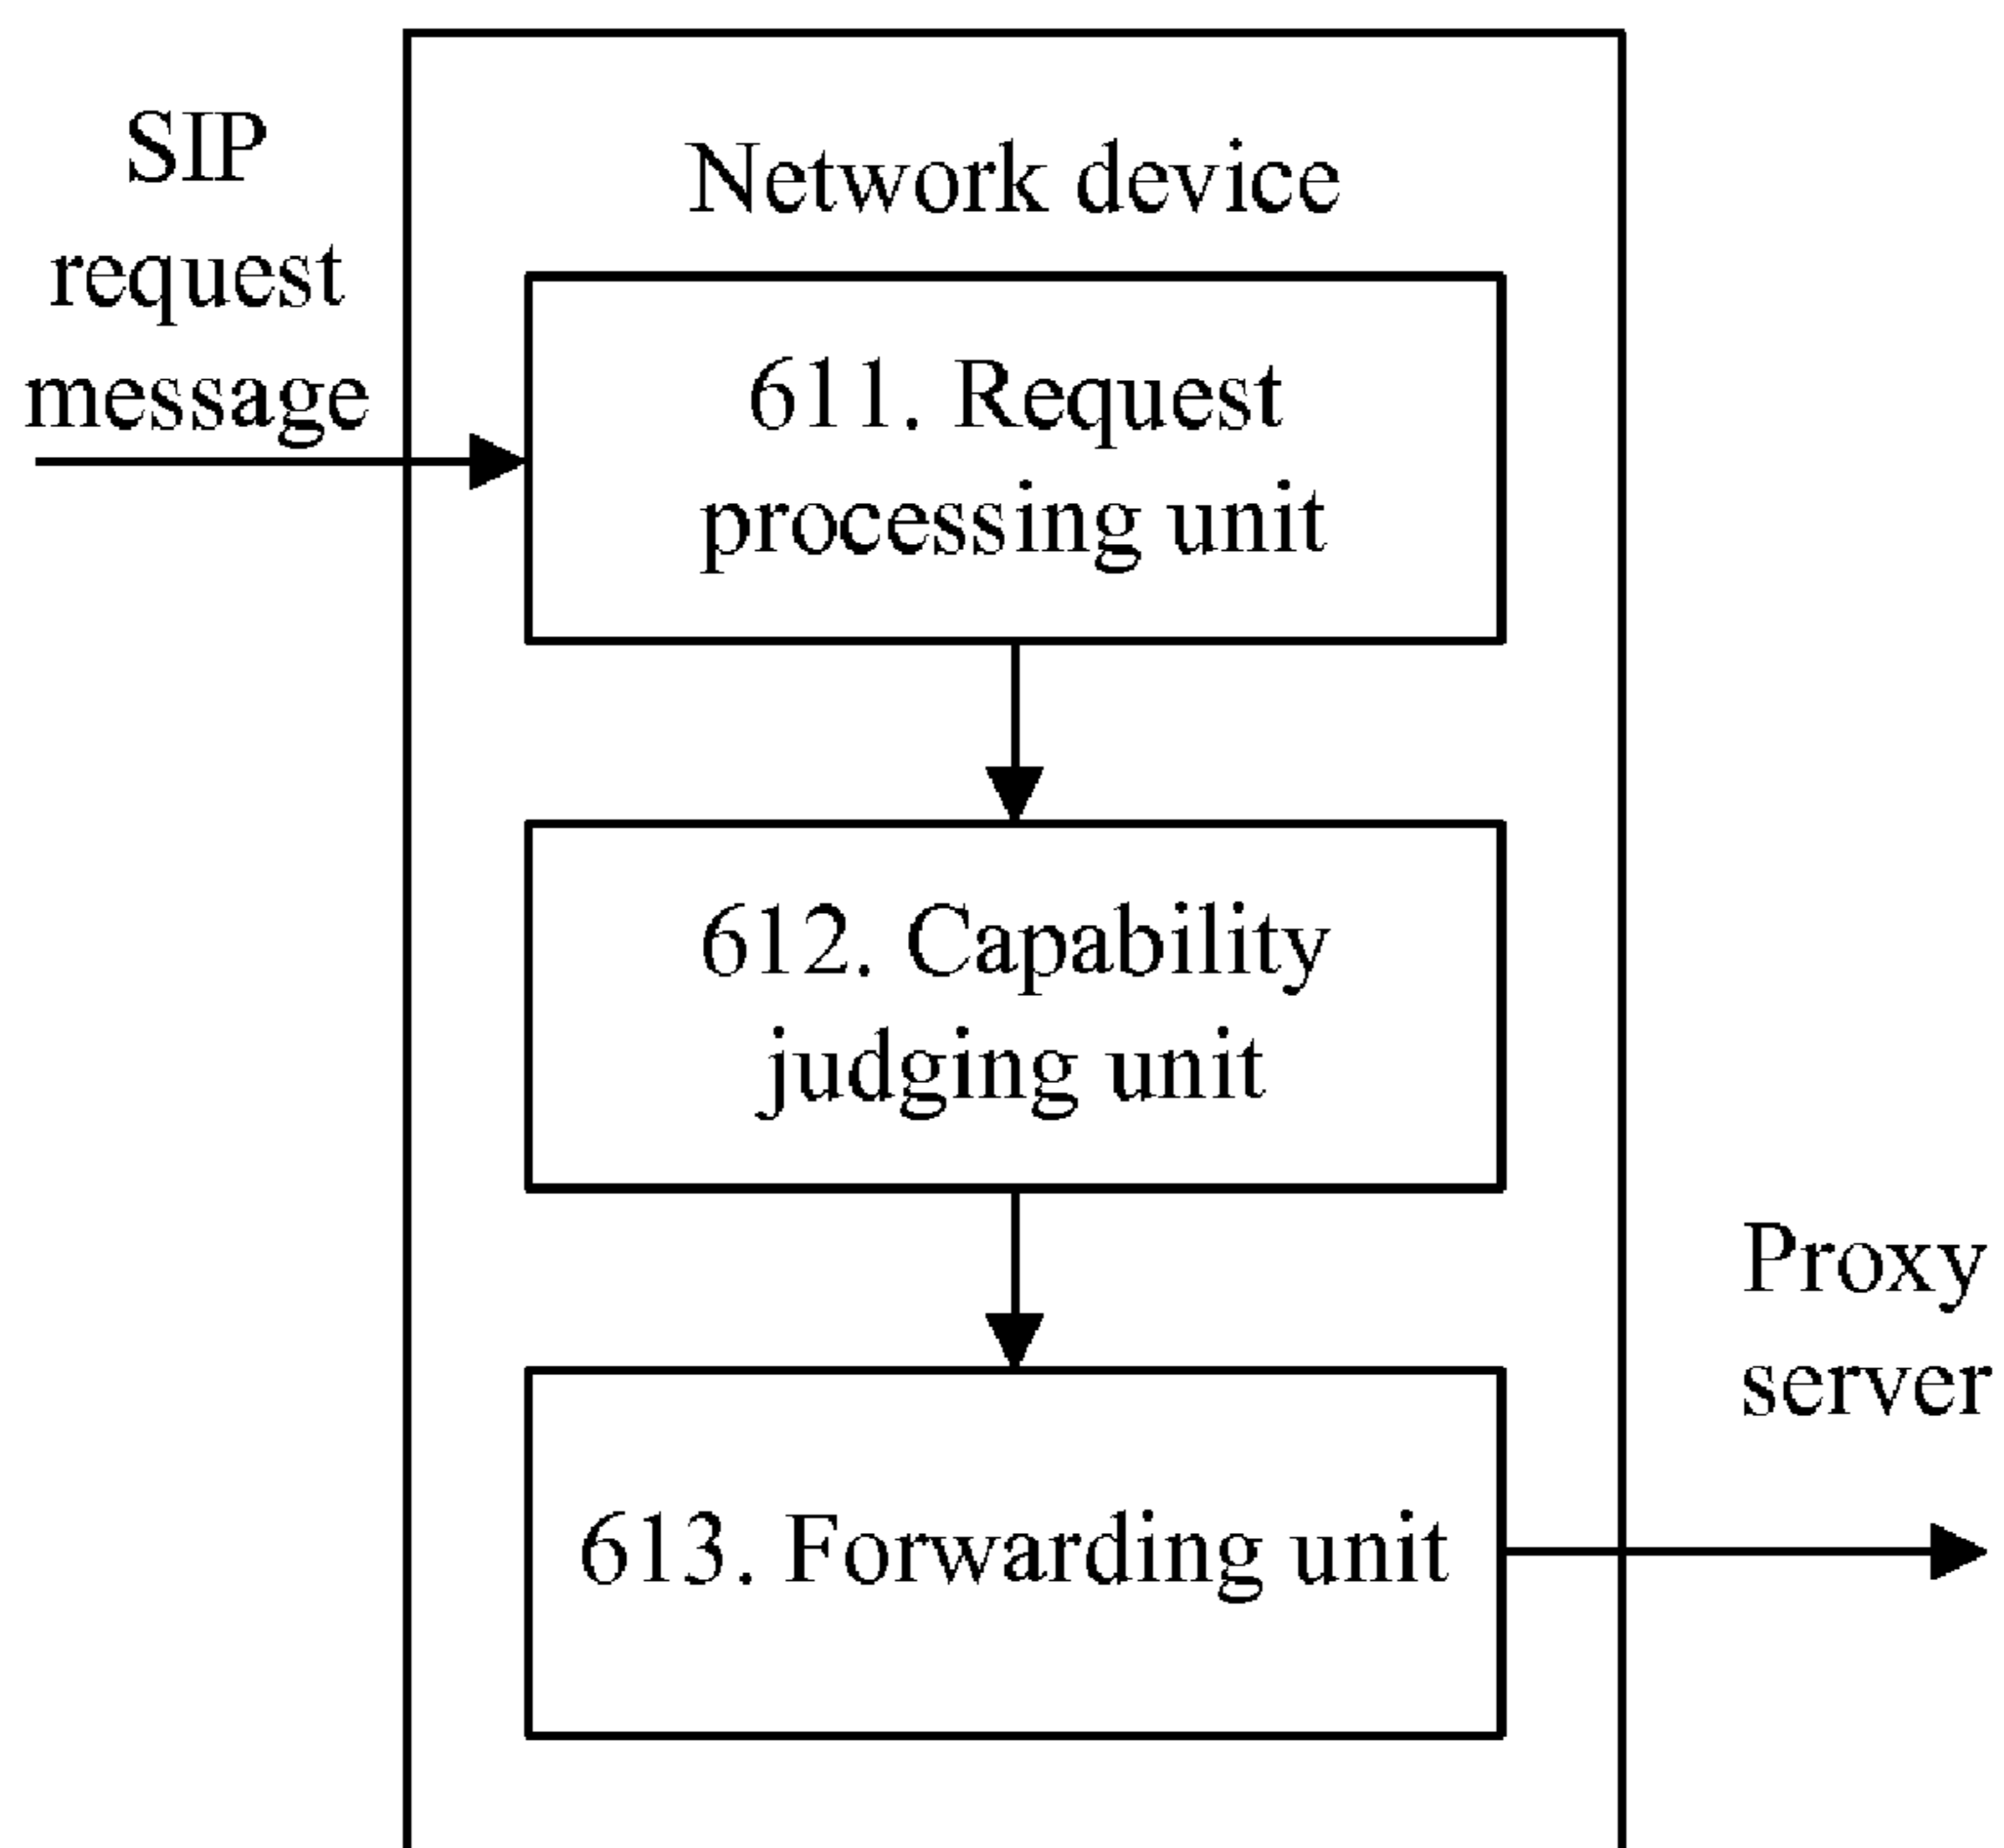 SIP
request
message
Network device
611. Request
processing unit
612. Capability
judging unit
Proxy
server
613. Forwarding unit